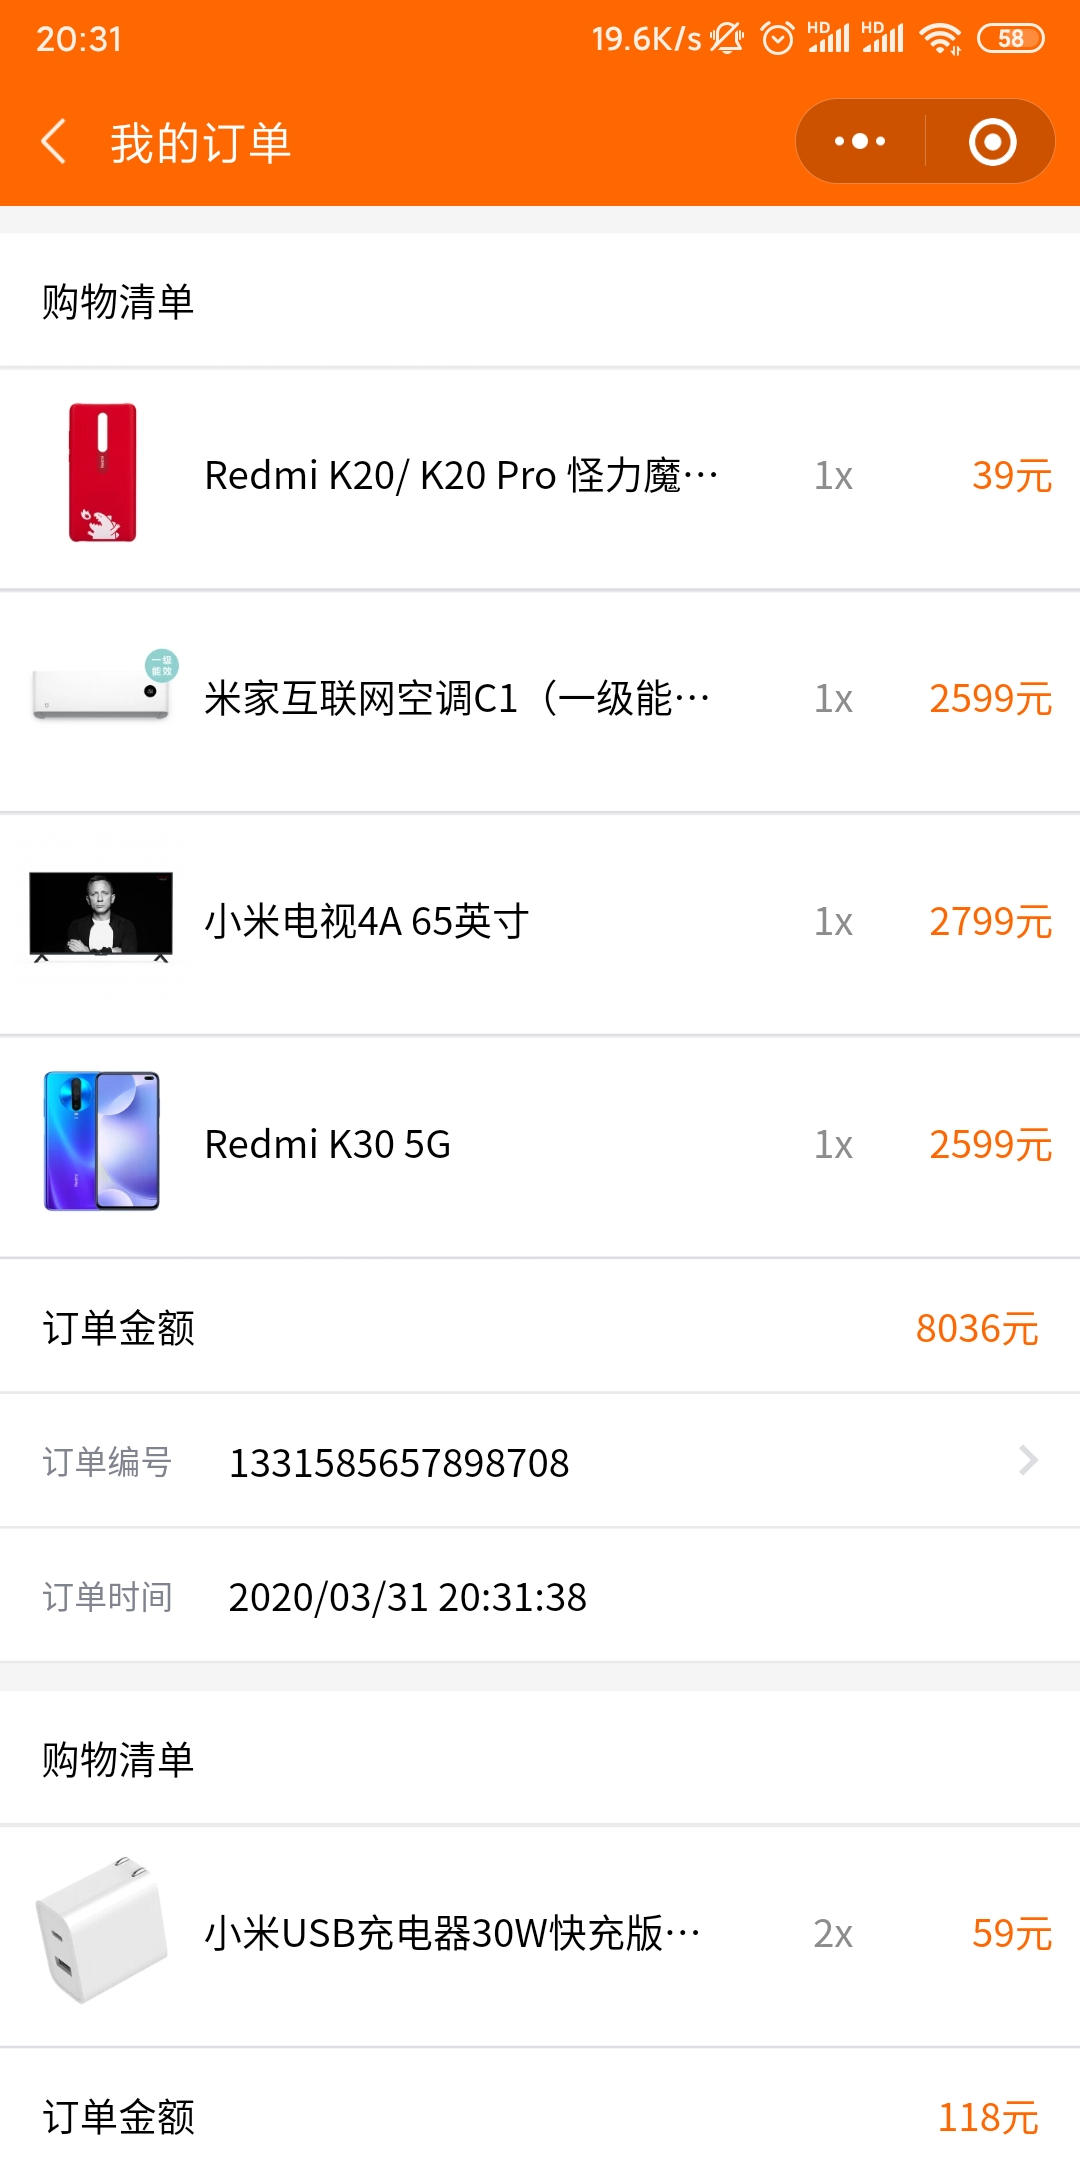 20:31 19.6K/s HD HD 58
我的订单
购物清单
Redmi K20/ K20 Pro 怪力魔… 1x 39元
一级
能效
米家互联网空调C1（一级能… 1x 2599元
小米电视4A 65英寸 1x 2799元
Redmi K30 5G 1x 2599元
订单金额 8036元
订单编号 1331585657898708
订单时间 2020/03/31 20:31:38
购物清单
小米USB充电器30W快充版… 2x 59元
订单金额 118元